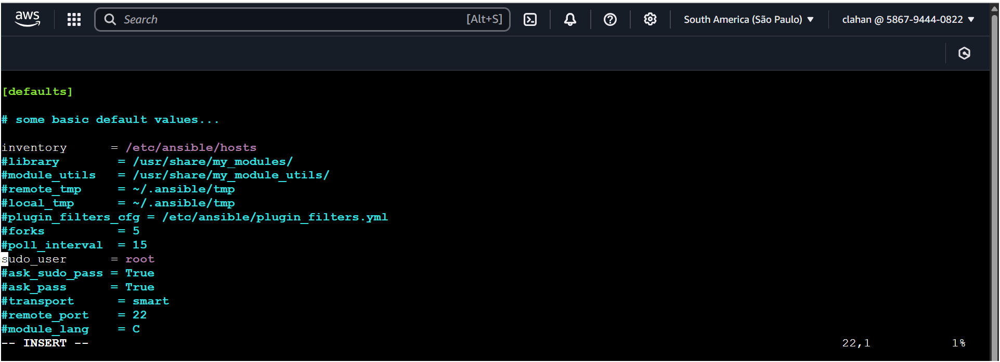 aws
Search [Alt+S] South America (São Paulo) clahan @ 5867-9444-0822
[defaults]
# some basic default values...
inventory      = /etc/ansible/hosts
#library        = /usr/share/my_modules/
#module_utils   = /usr/share/my_module_utils/
#remote_tmp     = ~/.ansible/tmp
#local_tmp      = ~/.ansible/tmp
#plugin_filters_cfg = /etc/ansible/plugin_filters.yml
#forks          = 5
#poll_interval  = 15
sudo_user      = root
#ask_sudo_pass = True
#ask_pass      = True
#transport      = smart
#remote_port    = 22
#module_lang    = C
-- INSERT -- 22,1 1%